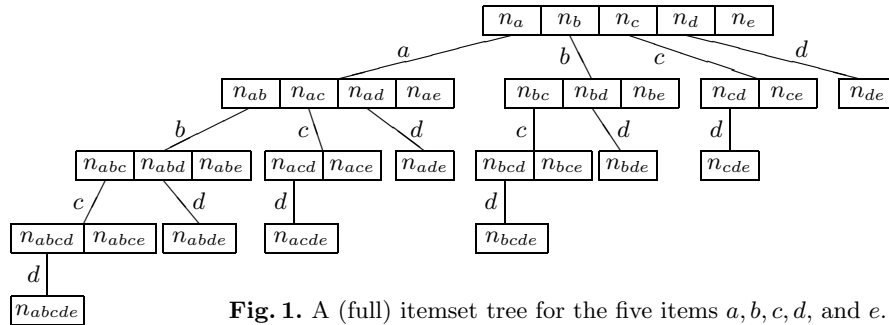 n_a n_b n_c n_d n_e
a b c d
n_ab n_ac n_ad n_ae n_bc n_bd n_be n_cd n_ce n_de
b c d c d d
n_abc n_abd n_abe n_acd n_ace n_ade n_bcd n_bce n_bde n_cde
c d d d
n_abcd n_abce n_abde n_acde n_bcde
d
n_abcde
Fig. 1. A (full) itemset tree for the five items a, b, c, d, and e.